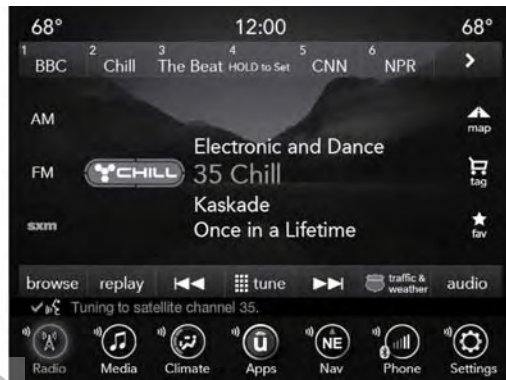 68° 12:00 68°
1 BBC 2 Chill 3 The Beat 4 HOLD to Set 5 CNN 6 NPR
AM
map
Electronic and Dance
FM CHILL 35 Chill
tag
Kaskade
sxm Once in a Lifetime
fav
browse replay tune traffic & weather audio
Tuning to satellite channel 35.
Radio Media Climate û Apps NE Nav Phone Settings